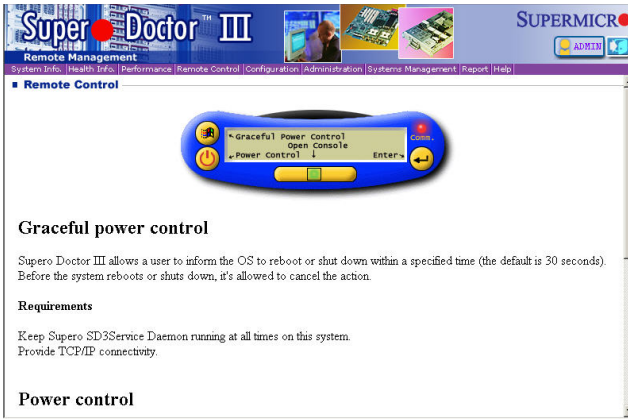 Supero Doctor™ III
SUPERMICRO
Remote Management
ADMIN
System Info. |Health Info.|Performance|Remote Control|Configuration|Administration|Systems Management|Report|Help|
Remote Control
Graceful Power Control
Open Console
Power Control ↓ Enter
Comm.
Graceful power control
Supero Doctor III allows a user to inform the OS to reboot or shut down within a specified time (the default is 30 seconds).
Before the system reboots or shuts down, it's allowed to cancel the action.
Requirements
Keep Supero SD3Service Daemon running at all times on this system.
Provide TCP/IP connectivity.
Power control